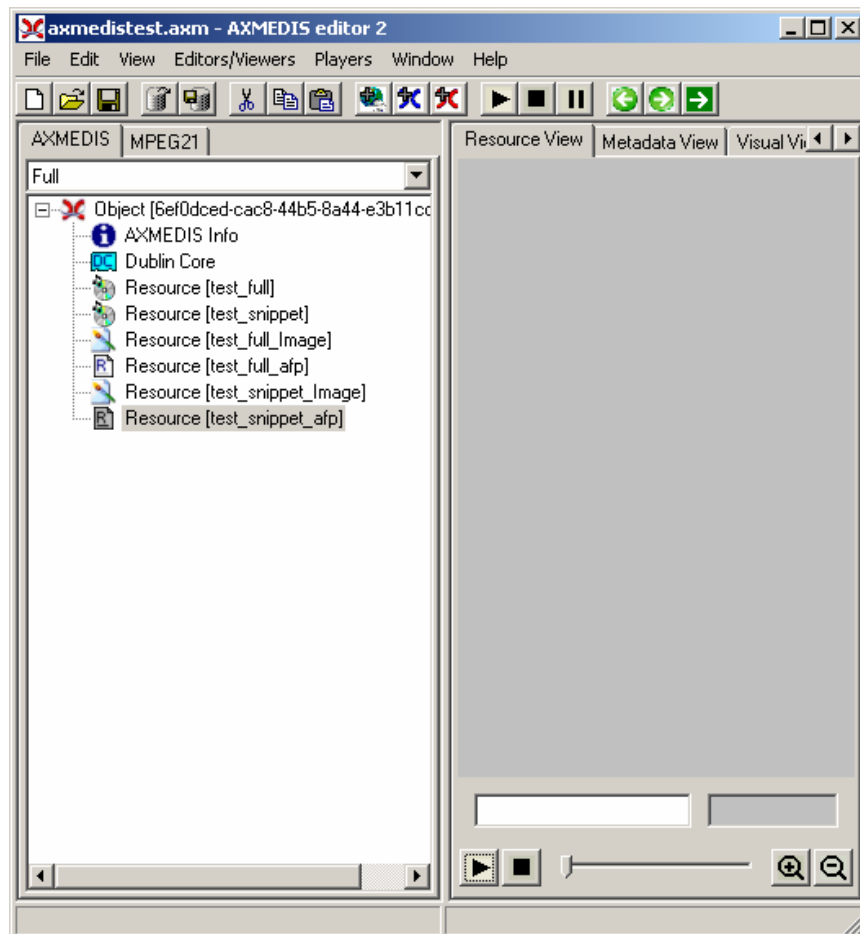 axmedistest.axm - AXMEDIS editor 2
File Edit View Editors/Viewers Players Window Help
AXMEDIS MPEG21
Resource View Metadata View Visual Vi
Full
Object [6ef0dced-cac8-44b5-8a44-e3b11cc
AXMEDIS Info
DC Dublin Core
Resource [test_full]
Resource [test_snippet]
Resource [test_full_Image]
R Resource [test_full_afp]
Resource [test_snippet_Image]
R Resource [test_snippet_afp]